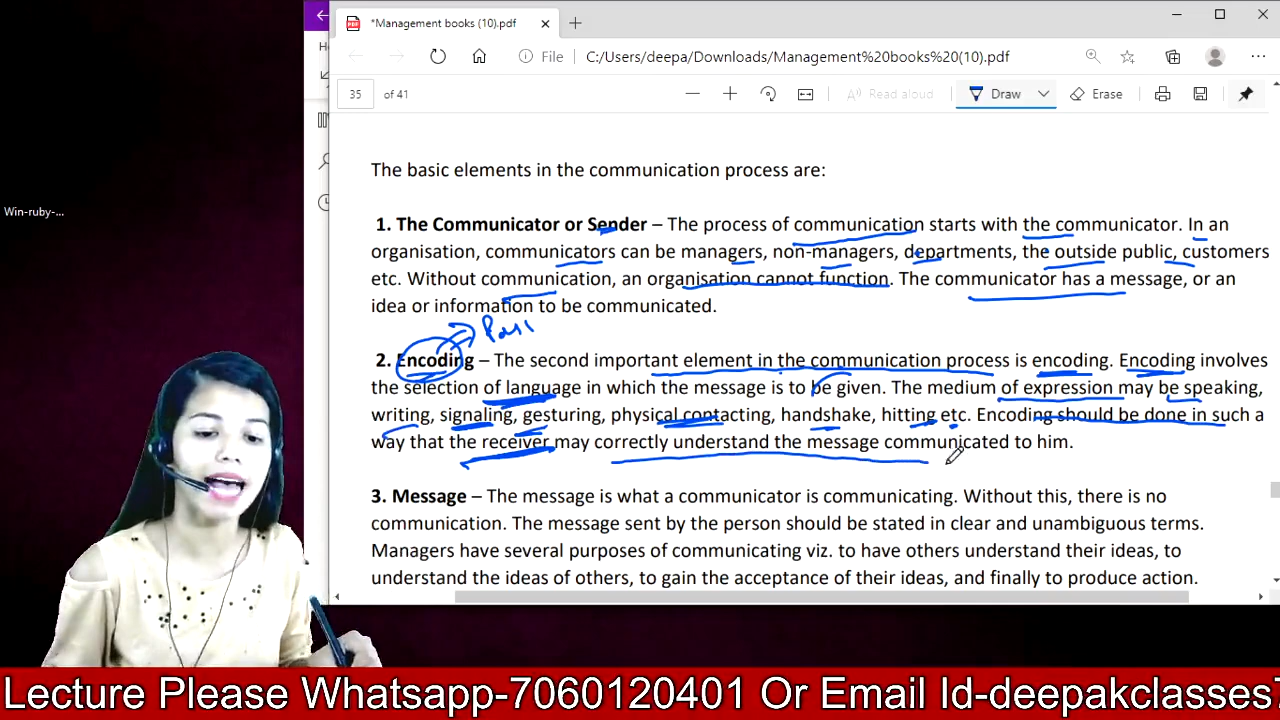 *Management books (10).pdf
File
C:/Users/deepa/Downloads/Management%20books%20(10).pdf
35 of 41
Read aloud
Draw
Erase
Win-ruby-...
The basic elements in the communication process are:
1. The Communicator or Sender – The process of communication starts with the communicator. In an
organisation, communicators can be managers, non-managers, departments, the outside public, customers
etc. Without communication, an organisation cannot function. The communicator has a message, or an
idea or information to be communicated.
2. Encoding – The second important element in the communication process is encoding. Encoding involves
the selection of language in which the message is to be given. The medium of expression may be speaking,
writing, signaling, gesturing, physical contacting, handshake, hitting etc. Encoding should be done in such a
way that the receiver may correctly understand the message communicated to him.
3. Message – The message is what a communicator is communicating. Without this, there is no
communication. The message sent by the person should be stated in clear and unambiguous terms.
Managers have several purposes of communicating viz. to have others understand their ideas, to
understand the ideas of others, to gain the acceptance of their ideas, and finally to produce action.
Lecture Please Whatsapp-7060120401 Or Email Id-deepakclasses